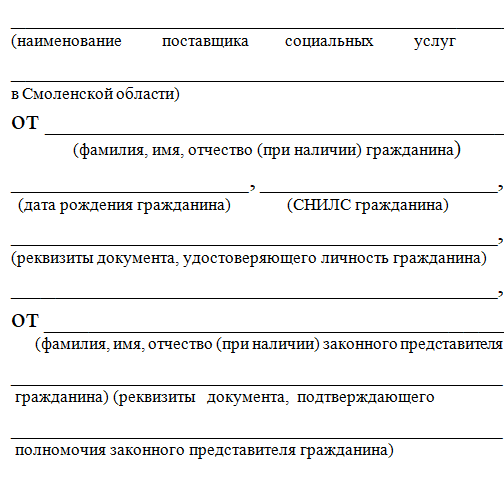 (наименование поставщика социальных услуг
в Смоленской области)
от
(фамилия, имя, отчество (при наличии) гражданина)
, ,
(дата рождения гражданина) (СНИЛС гражданина)
,
(реквизиты документа, удостоверяющего личность гражданина)
,
от
(фамилия, имя, отчество (при наличии) законного представителя
гражданина) (реквизиты документа, подтверждающего
полномочия законного представителя гражданина)